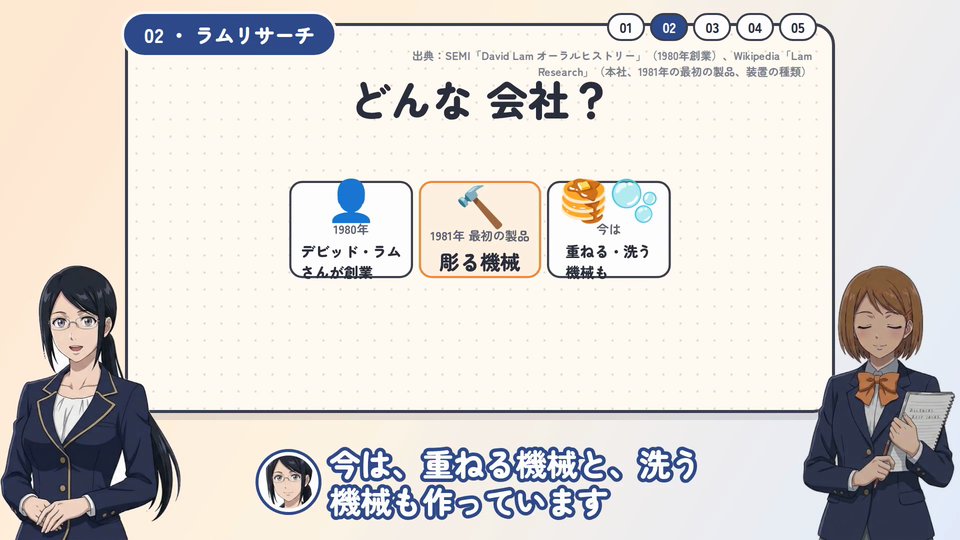 02 ・ ラムリサーチ
01 02 03 04 05
出典：SEMI「David Lam オーラルヒストリー」（1980年創業）、Wikipedia「Lam
Research」（本社、1981年の最初の製品、装置の種類）
どんな 会社？
1980年
デビッド・ラム
さんが創業
1981年 最初の製品
彫る機械
今は
重ねる・洗う
機械も
今は、重ねる機械と、洗う
機械も作っています